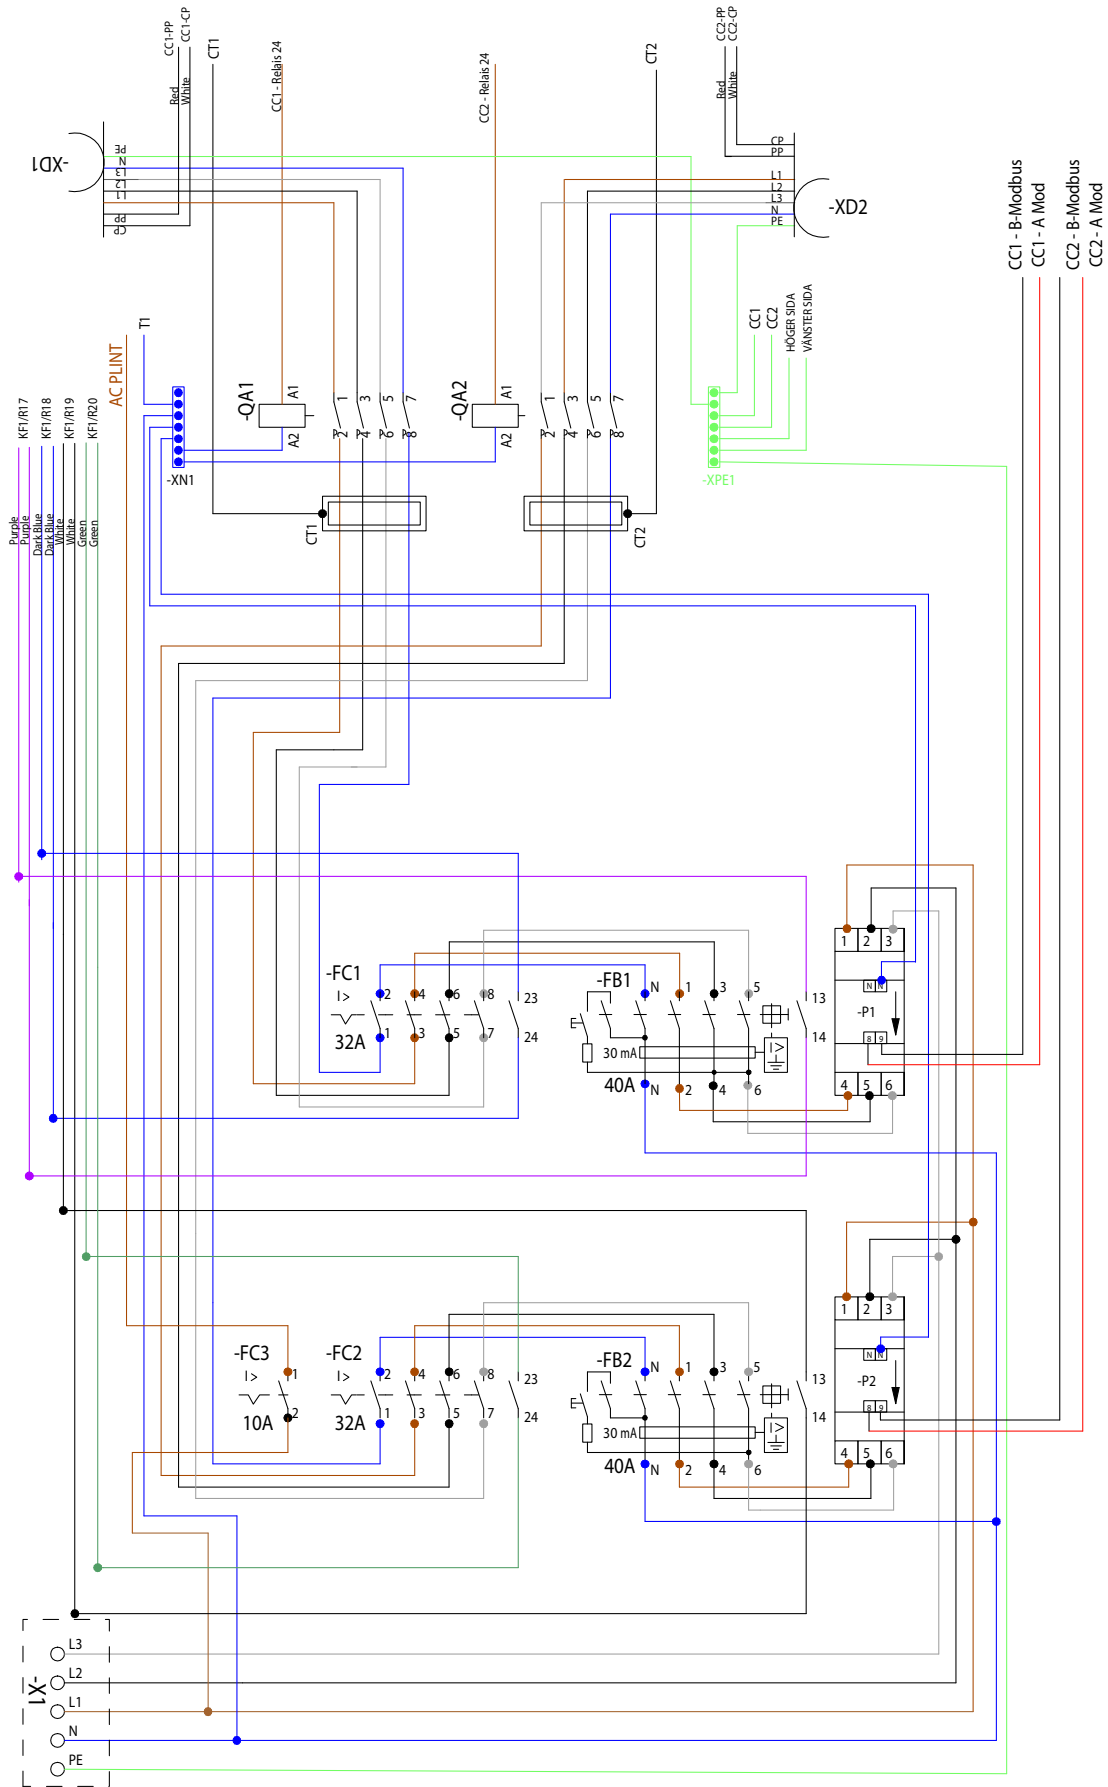 CC1-PP
CC1-CP
Red
White
CT1
CC1 - Relais 24
CC2 - Relais 24
CT2
CC2-PP
CC2-CP
Red
White
-XD1
PE
N
L3
L2
L1
PP
CP
CP
PP
L1
L2
L3
N
PE
-XD2
CC1 - B-Modbus
CC1 - A Mod
CC2 - B-Modbus
CC2 - A Mod
KF1/R17
KF1/R18
KF1/R19
KF1/R20
AC PLINT
T1
CC1
CC2
HÖGER SIDA
VÄNSTER SIDA
-QA1
A1
A2
1 3 5 7
2 4 6 8
-QA2
A1
A2
1 3 5 7
2 4 6 8
-XN1
-XPE1
Purple
Purple
Dark Blue
Dark Blue
White
White
Green
Green
CT1
CT2
-FC1
I>
32A
2 4 6 8 23
1 3 5 7 24
-FB1
N 1 3 5 13
14
30 mA
I>
40A
N 2 4 6
1 2 3
N N
-P1
8 9
4 5 6
-FC3
I>
10A
1
2
-FC2
I>
32A
2 4 6 8 23
1 3 5 7 24
-FB2
N 1 3 5 13
14
30 mA
I>
40A
N 2 4 6
1 2 3
N N
-P2
8 9
4 5 6
-X1
L3
L2
L1
N
PE